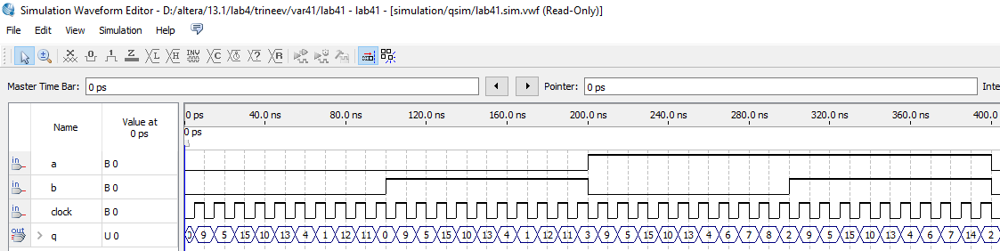 Simulation Waveform Editor - D:/altera/13.1/lab4/trineev/var41/lab41 - lab41 - [simulation/qsim/lab41.sim.vwf (Read-Only)]
File Edit View Simulation Help
Master Time Bar: 0 ps Pointer: 0 ps Inte
Name Value at 0 ps 0 ps 40.0 ns 80.0 ns 120.0 ns 160.0 ns 200.0 ns 240.0 ns 280.0 ns 320.0 ns 360.0 ns 400.0
0 ps
in a B 0
in b B 0
in clock B 0
out q U 0 9 5 15 10 13 4 1 12 11 0 9 5 15 10 13 4 1 12 11 3 9 5 15 10 13 4 6 7 8 2 9 5 15 10 13 4 6 7 14 2